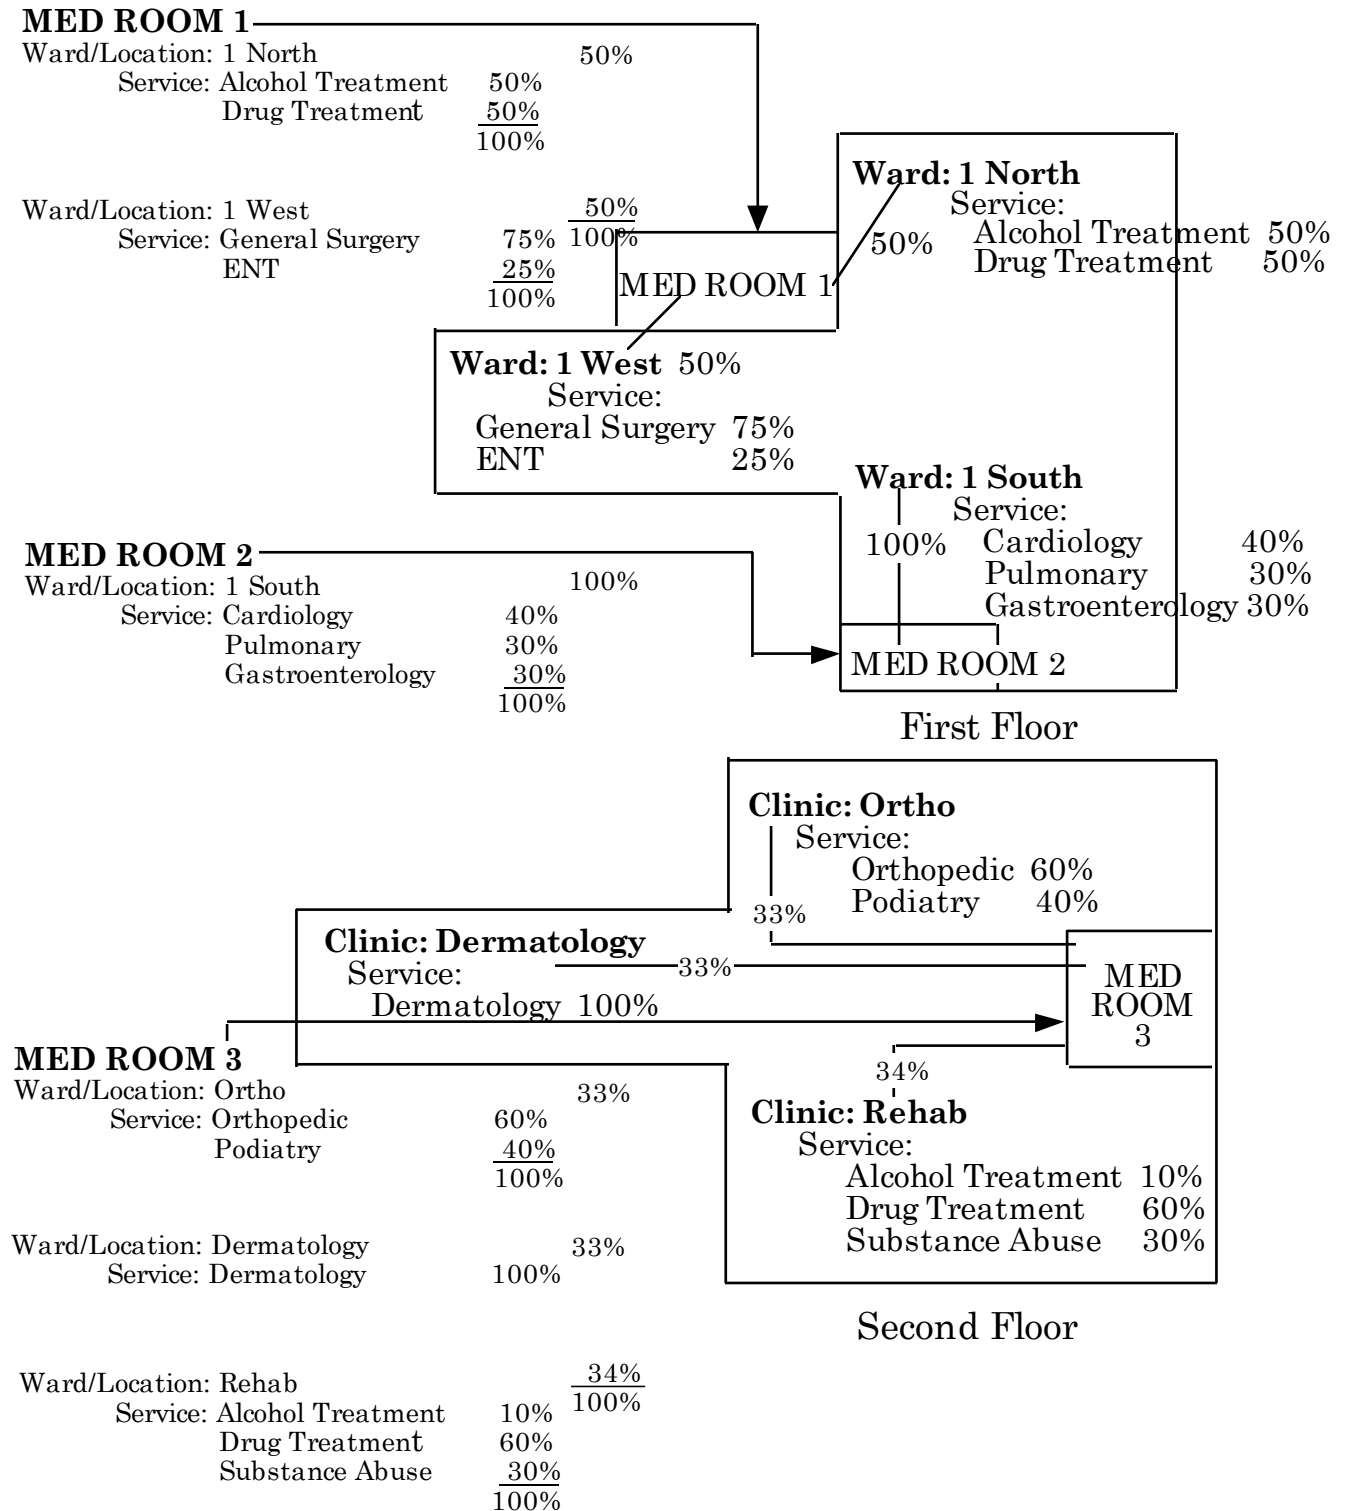 MED ROOM 1
Ward/Location: 1 North 50%
Service: Alcohol Treatment 50%
Drug Treatment 50%
100%
Ward/Location: 1 West 50%
100%
Service: General Surgery 75%
ENT 25%
100%
MED ROOM 1
Ward: 1 North
Service:
50% Alcohol Treatment 50%
Drug Treatment 50%
Ward: 1 West 50%
Service:
General Surgery 75%
ENT 25%
Ward: 1 South
Service:
100% Cardiology 40%
Pulmonary 30%
Gastroenterology 30%
MED ROOM 2
First Floor
MED ROOM 2
Ward/Location: 1 South 100%
Service: Cardiology 40%
Pulmonary 30%
Gastroenterology 30%
100%
Clinic: Ortho
Service:
Orthopedic 60%
Podiatry 40%
33%
Clinic: Dermatology
Service:
33%
Dermatology 100%
MED
ROOM
3
34%
Clinic: Rehab
Service:
Alcohol Treatment 10%
Drug Treatment 60%
Substance Abuse 30%
Second Floor
MED ROOM 3
Ward/Location: Ortho 33%
Service: Orthopedic 60%
Podiatry 40%
100%
Ward/Location: Dermatology 33%
Service: Dermatology 100%
Ward/Location: Rehab 34%
100%
Service: Alcohol Treatment 10%
Drug Treatment 60%
Substance Abuse 30%
100%